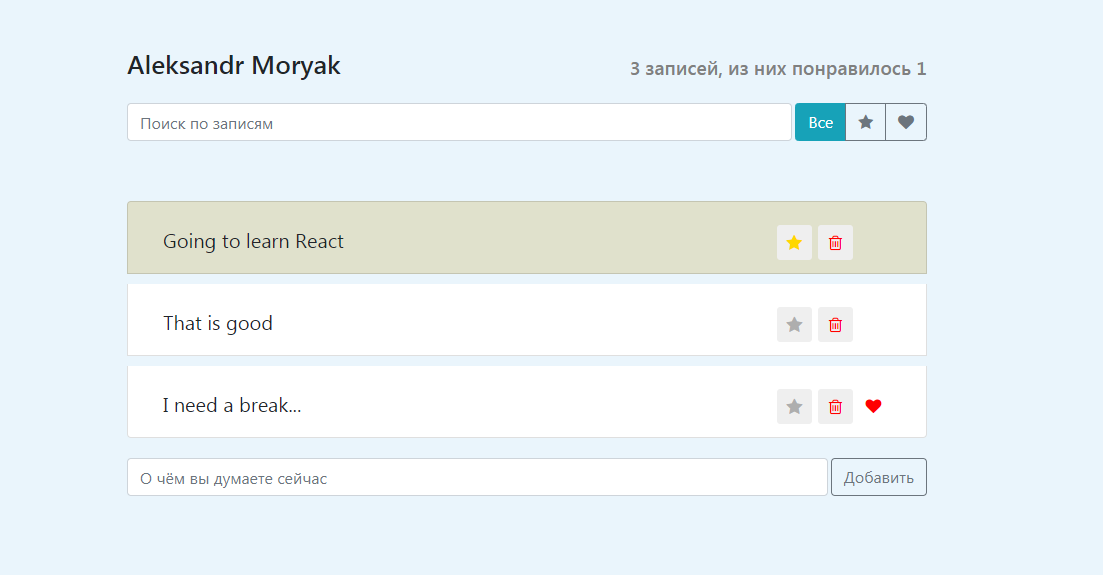 Aleksandr Moryak
3 записей, из них понравилось 1
Поиск по записям
Все
Going to learn React
That is good
I need a break...
О чём вы думаете сейчас
Добавить